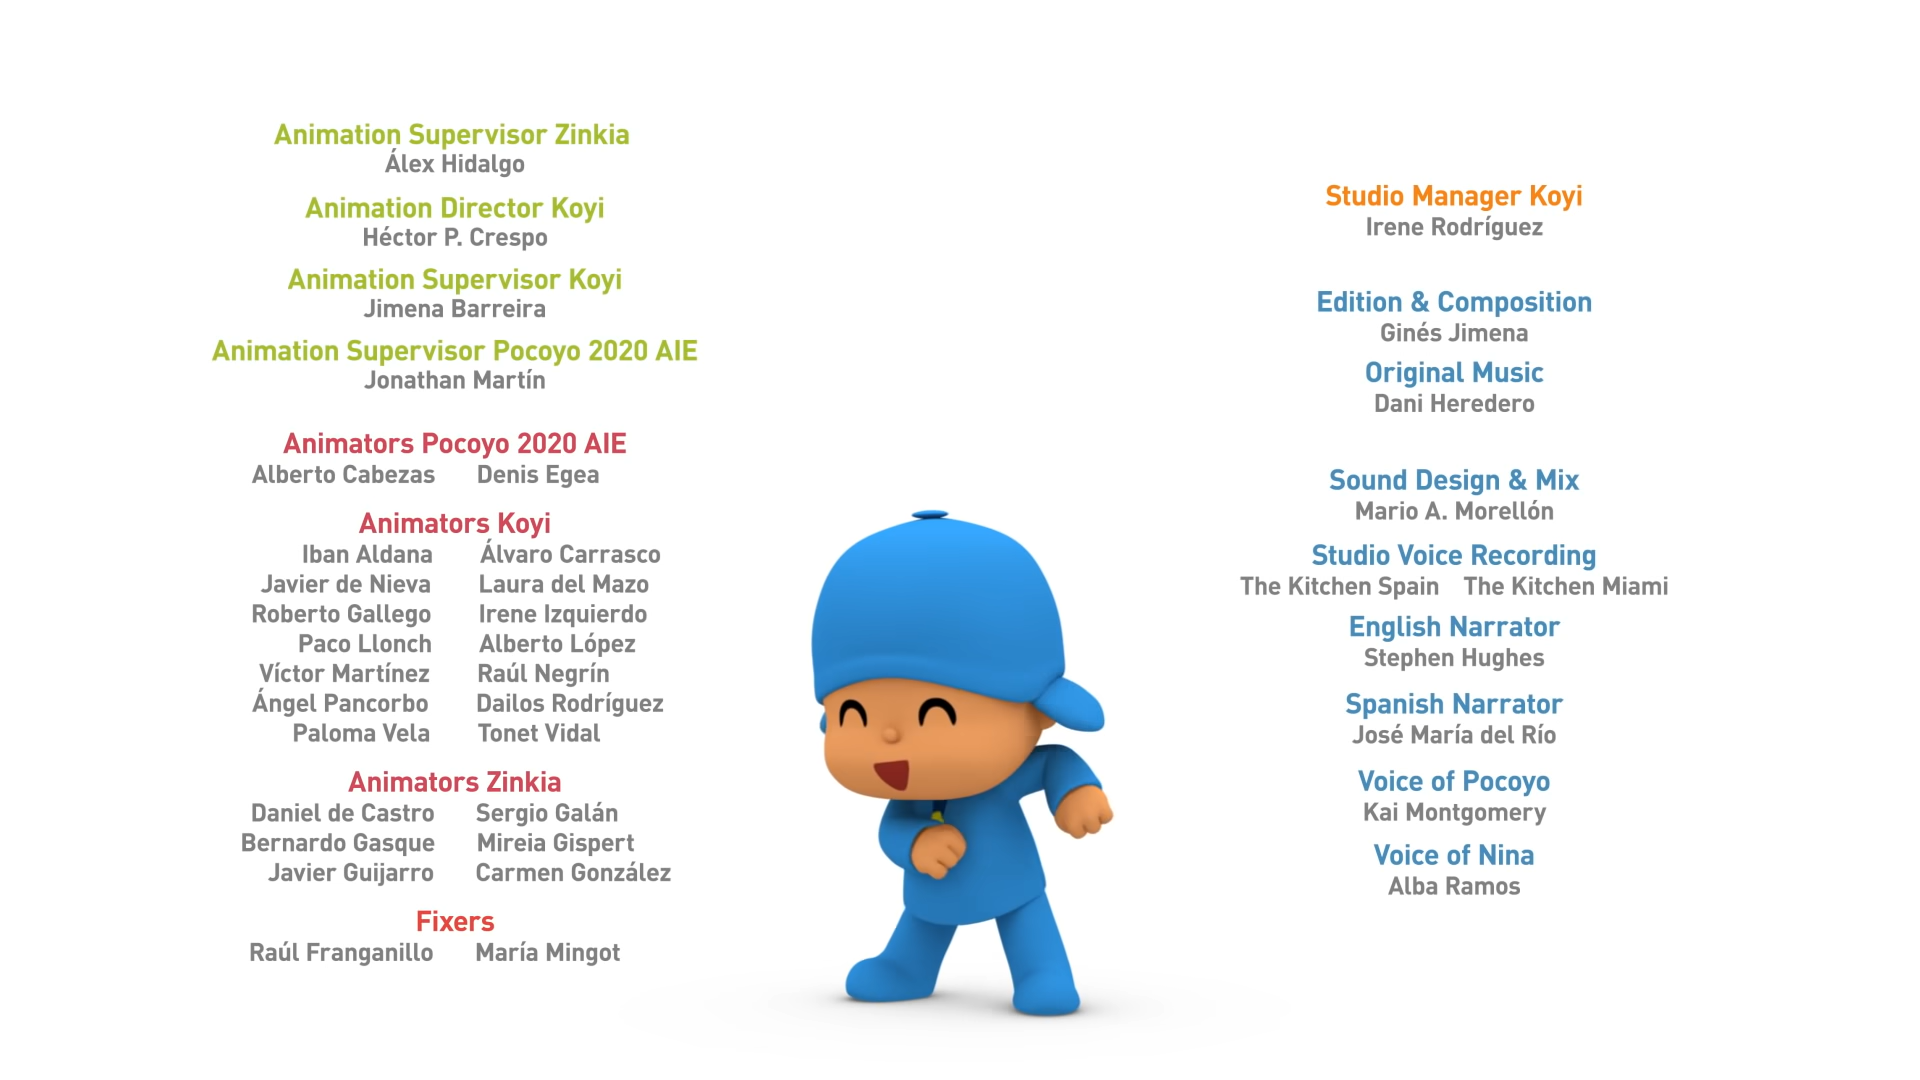 Animation Supervisor Zinkia
Álex Hidalgo
Animation Director Koyi
Héctor P. Crespo
Animation Supervisor Koyi
Jimena Barreira
Animation Supervisor Pocoyo 2020 AIE
Jonathan Martín
Animators Pocoyo 2020 AIE
Alberto Cabezas Denis Egea
Animators Koyi
Iban Aldana Álvaro Carrasco
Javier de Nieva Laura del Mazo
Roberto Gallego Irene Izquierdo
Paco Llonch Alberto López
Víctor Martínez Raúl Negrín
Ángel Pancorbo Dailos Rodríguez
Paloma Vela Tonet Vidal
Animators Zinkia
Daniel de Castro Sergio Galán
Bernardo Gasque Mireia Gispert
Javier Guijarro Carmen González
Fixers
Raúl Franganillo María Mingot
Studio Manager Koyi
Irene Rodríguez
Edition & Composition
Ginés Jimena
Original Music
Dani Heredero
Sound Design & Mix
Mario A. Morellón
Studio Voice Recording
The Kitchen Spain The Kitchen Miami
English Narrator
Stephen Hughes
Spanish Narrator
José María del Río
Voice of Pocoyo
Kai Montgomery
Voice of Nina
Alba Ramos